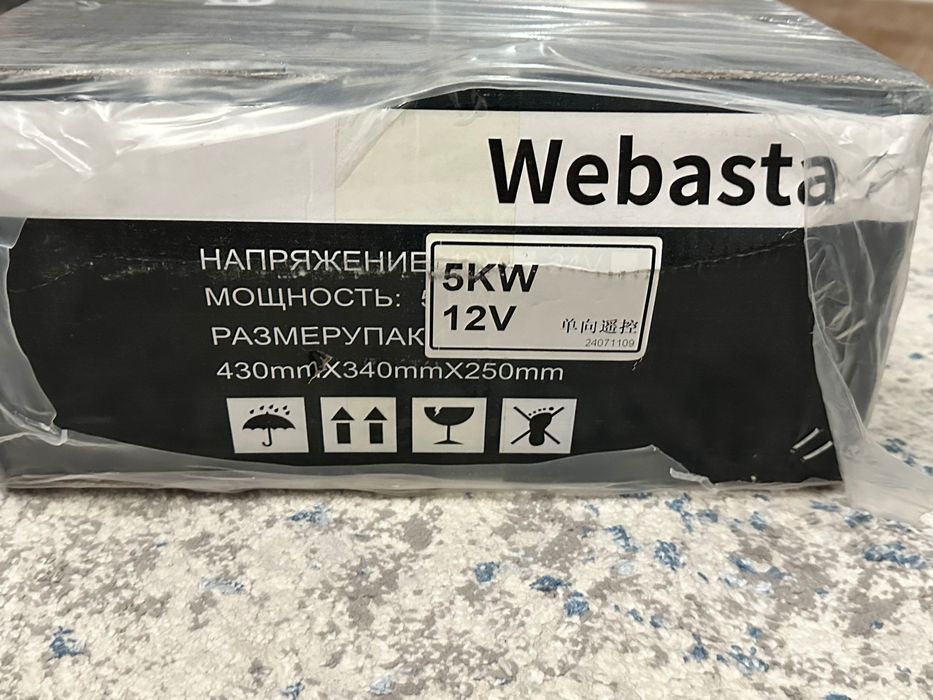 Webasta
НАПРЯЖЕНИЕ
МОЩНОСТЬ:
РАЗМЕРУПАК
430mmX340mmX250mm
5KW
12V
单向遥控
24071109